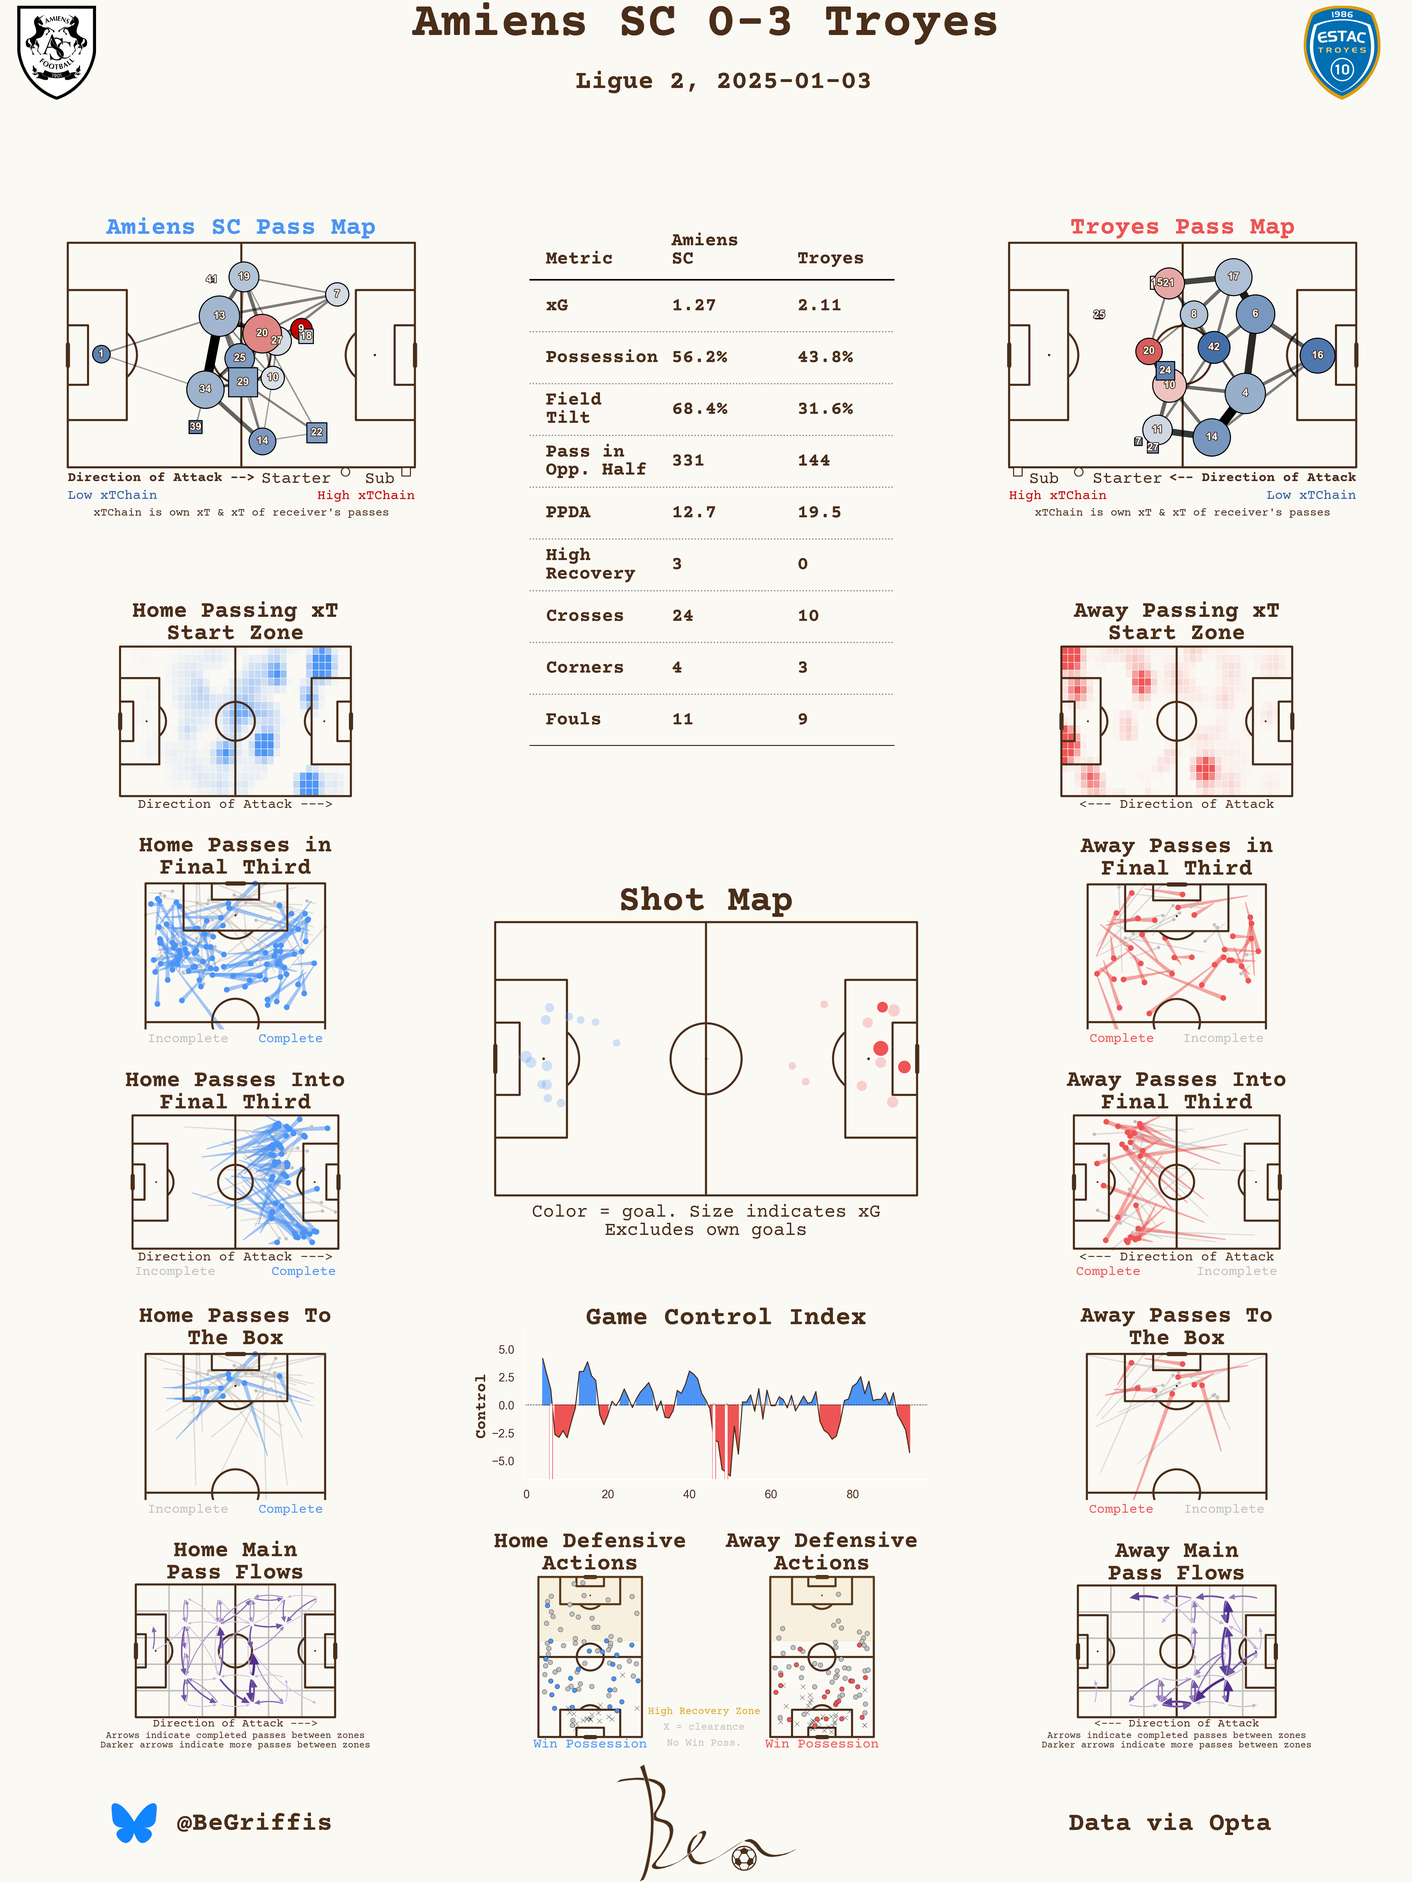 Amiens SC 0-3 Troyes
Ligue 2, 2025-01-03
AMIENS
ASC
FOOTBALL
1986
ESTAC
TROYES
10
Amiens SC Pass Map
41
19
7
13
20
27
9
18
1
25
29
10
34
39
14
22
Direction of Attack --> Starter Sub
Low xTChain High xTChain
xTChain is own xT & xT of receiver's passes
Metric Amiens SC Troyes
xG 1.27 2.11
Possession 56.2% 43.8%
Field Tilt 68.4% 31.6%
Pass in Opp. Half 331 144
PPDA 12.7 19.5
High Recovery 3 0
Crosses 24 10
Corners 4 3
Fouls 11 9
Troyes Pass Map
15
21
17
25
8
6
20
42
16
24
10
4
11
14
7
27
Sub Starter <-- Direction of Attack
High xTChain Low xTChain
xTChain is own xT & xT of receiver's passes
Home Passing xT
Start Zone
Direction of Attack --->
Away Passing xT
Start Zone
<--- Direction of Attack
Home Passes in
Final Third
Incomplete Complete
Away Passes in
Final Third
Complete Incomplete
Shot Map
Color = goal. Size indicates xG
Excludes own goals
Home Passes Into
Final Third
Direction of Attack --->
Incomplete Complete
Away Passes Into
Final Third
<--- Direction of Attack
Complete Incomplete
Home Passes To
The Box
Incomplete Complete
Game Control Index
Control
5.0
2.5
0.0
−2.5
−5.0
0 20 40 60 80
Away Passes To
The Box
Complete Incomplete
Home Main
Pass Flows
Direction of Attack --->
Arrows indicate completed passes between zones
Darker arrows indicate more passes between zones
Home Defensive
Actions
Win Possession
High Recovery Zone
X = clearance
No Win Poss.
Away Defensive
Actions
Win Possession
Away Main
Pass Flows
<--- Direction of Attack
Arrows indicate completed passes between zones
Darker arrows indicate more passes between zones
@BeGriffis
Ben
Data via Opta